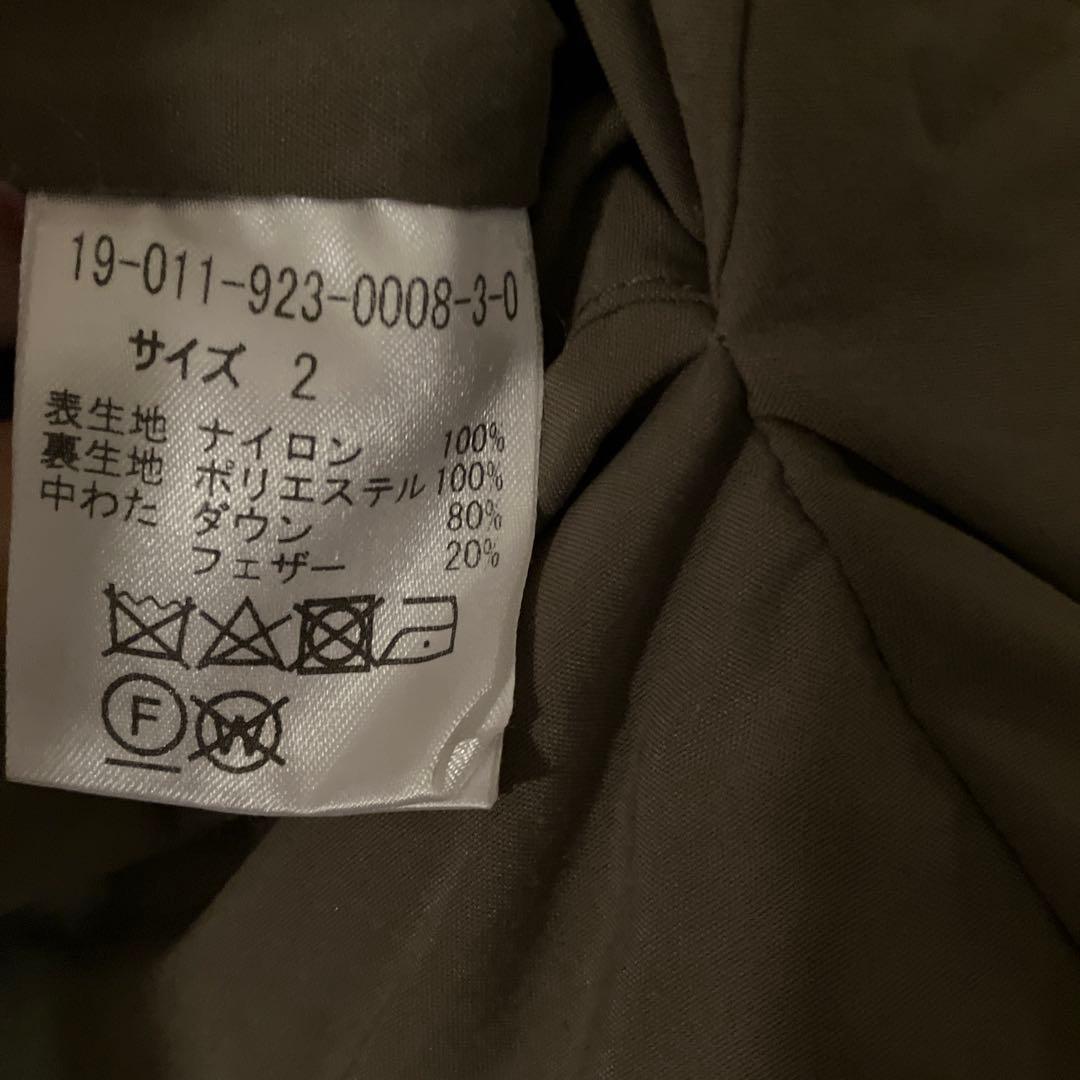 19-011-923-0008-3-0
サイズ 2
表生地 ナイロン 100%
裏生地 ポリエステル 100%
中わた ダウン 80%
フェザー 20%
F W